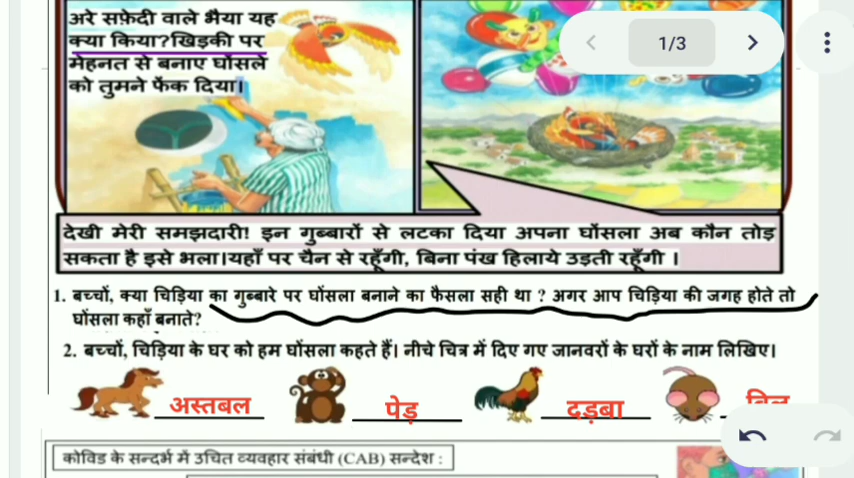 अरे सफ़ेदी वाले भैया यह
क्या किया?खिड़की पर
मेहनत से बनाए घोंसले
को तुमने फेंक दिया।
1/3
देखी मेरी समझदारी! इन गुब्बारों से लटका दिया अपना घोंसला अब कौन तोड़
सकता है इसे भला।यहाँ पर चैन से रहूँगी, बिना पंख हिलाये उड़ती रहूँगी ।
1. बच्चों, क्या चिड़िया का गुब्बारे पर घोंसला बनाने का फैसला सही था ? अगर आप चिड़िया की जगह होते तो
घोंसला कहाँ बनाते?
2. बच्चों, चिड़िया के घर को हम घोंसला कहते हैं। नीचे चित्र में दिए गए जानवरों के घरों के नाम लिखिए।
अस्तबल पेड़ दड़बा बिल
कोविड के सन्दर्भ में उचित व्यवहार संबंधी (CAB) सन्देश :